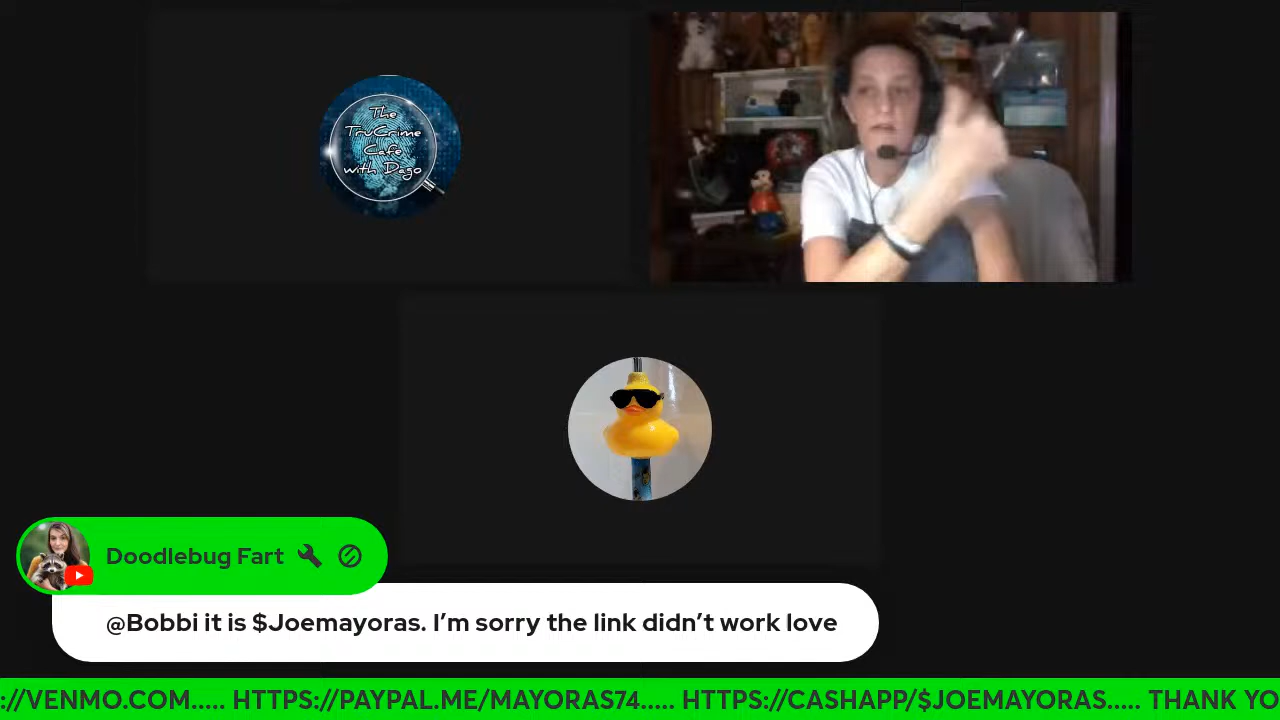 The
TruCrime
Cafe
with Dago
Doodlebug Fart
@Bobbi it is $Joemayoras. I’m sorry the link didn’t work love
://VENMO.COM..... HTTPS://PAYPAL.ME/MAYORAS74..... HTTPS://CASHAPP/$JOEMAYORAS..... THANK YO